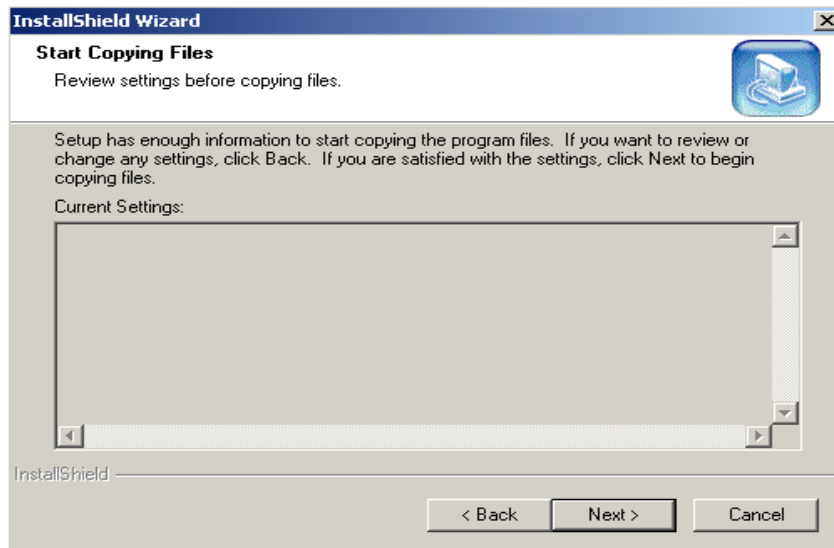 InstallShield Wizard
Start Copying Files
Review settings before copying files.
Setup has enough information to start copying the program files. If you want to review or
change any settings, click Back. If you are satisfied with the settings, click Next to begin
copying files.
Current Settings:
InstallShield
< Back Next > Cancel